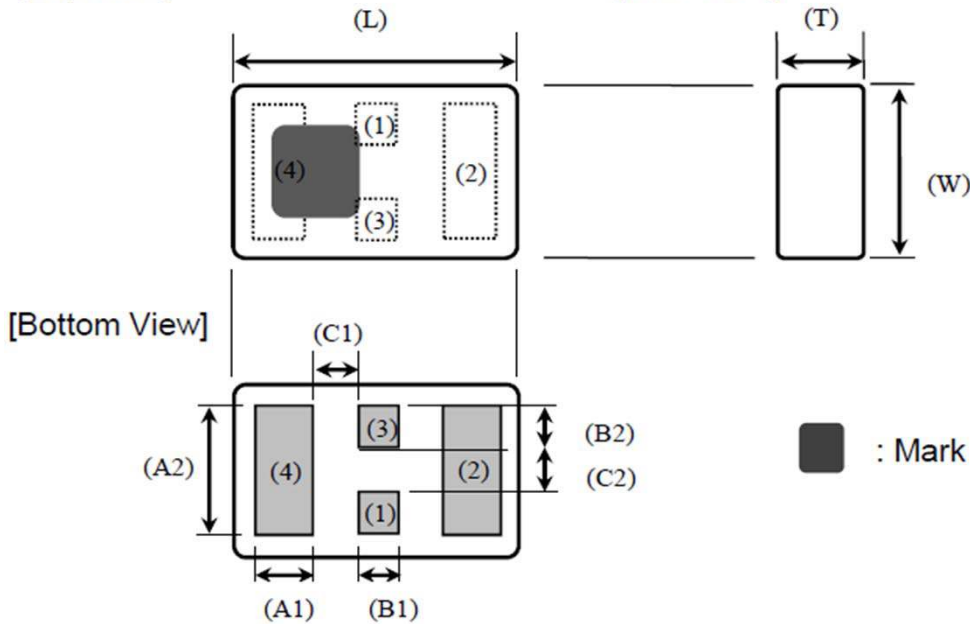 (L)
(T)
(1)
(4)
(2)
(W)
(3)
[Bottom View]
(C1)
(3)
(B2)
(A2)
(4)
(2)
(C2)
: Mark
(1)
(A1)
(B1)